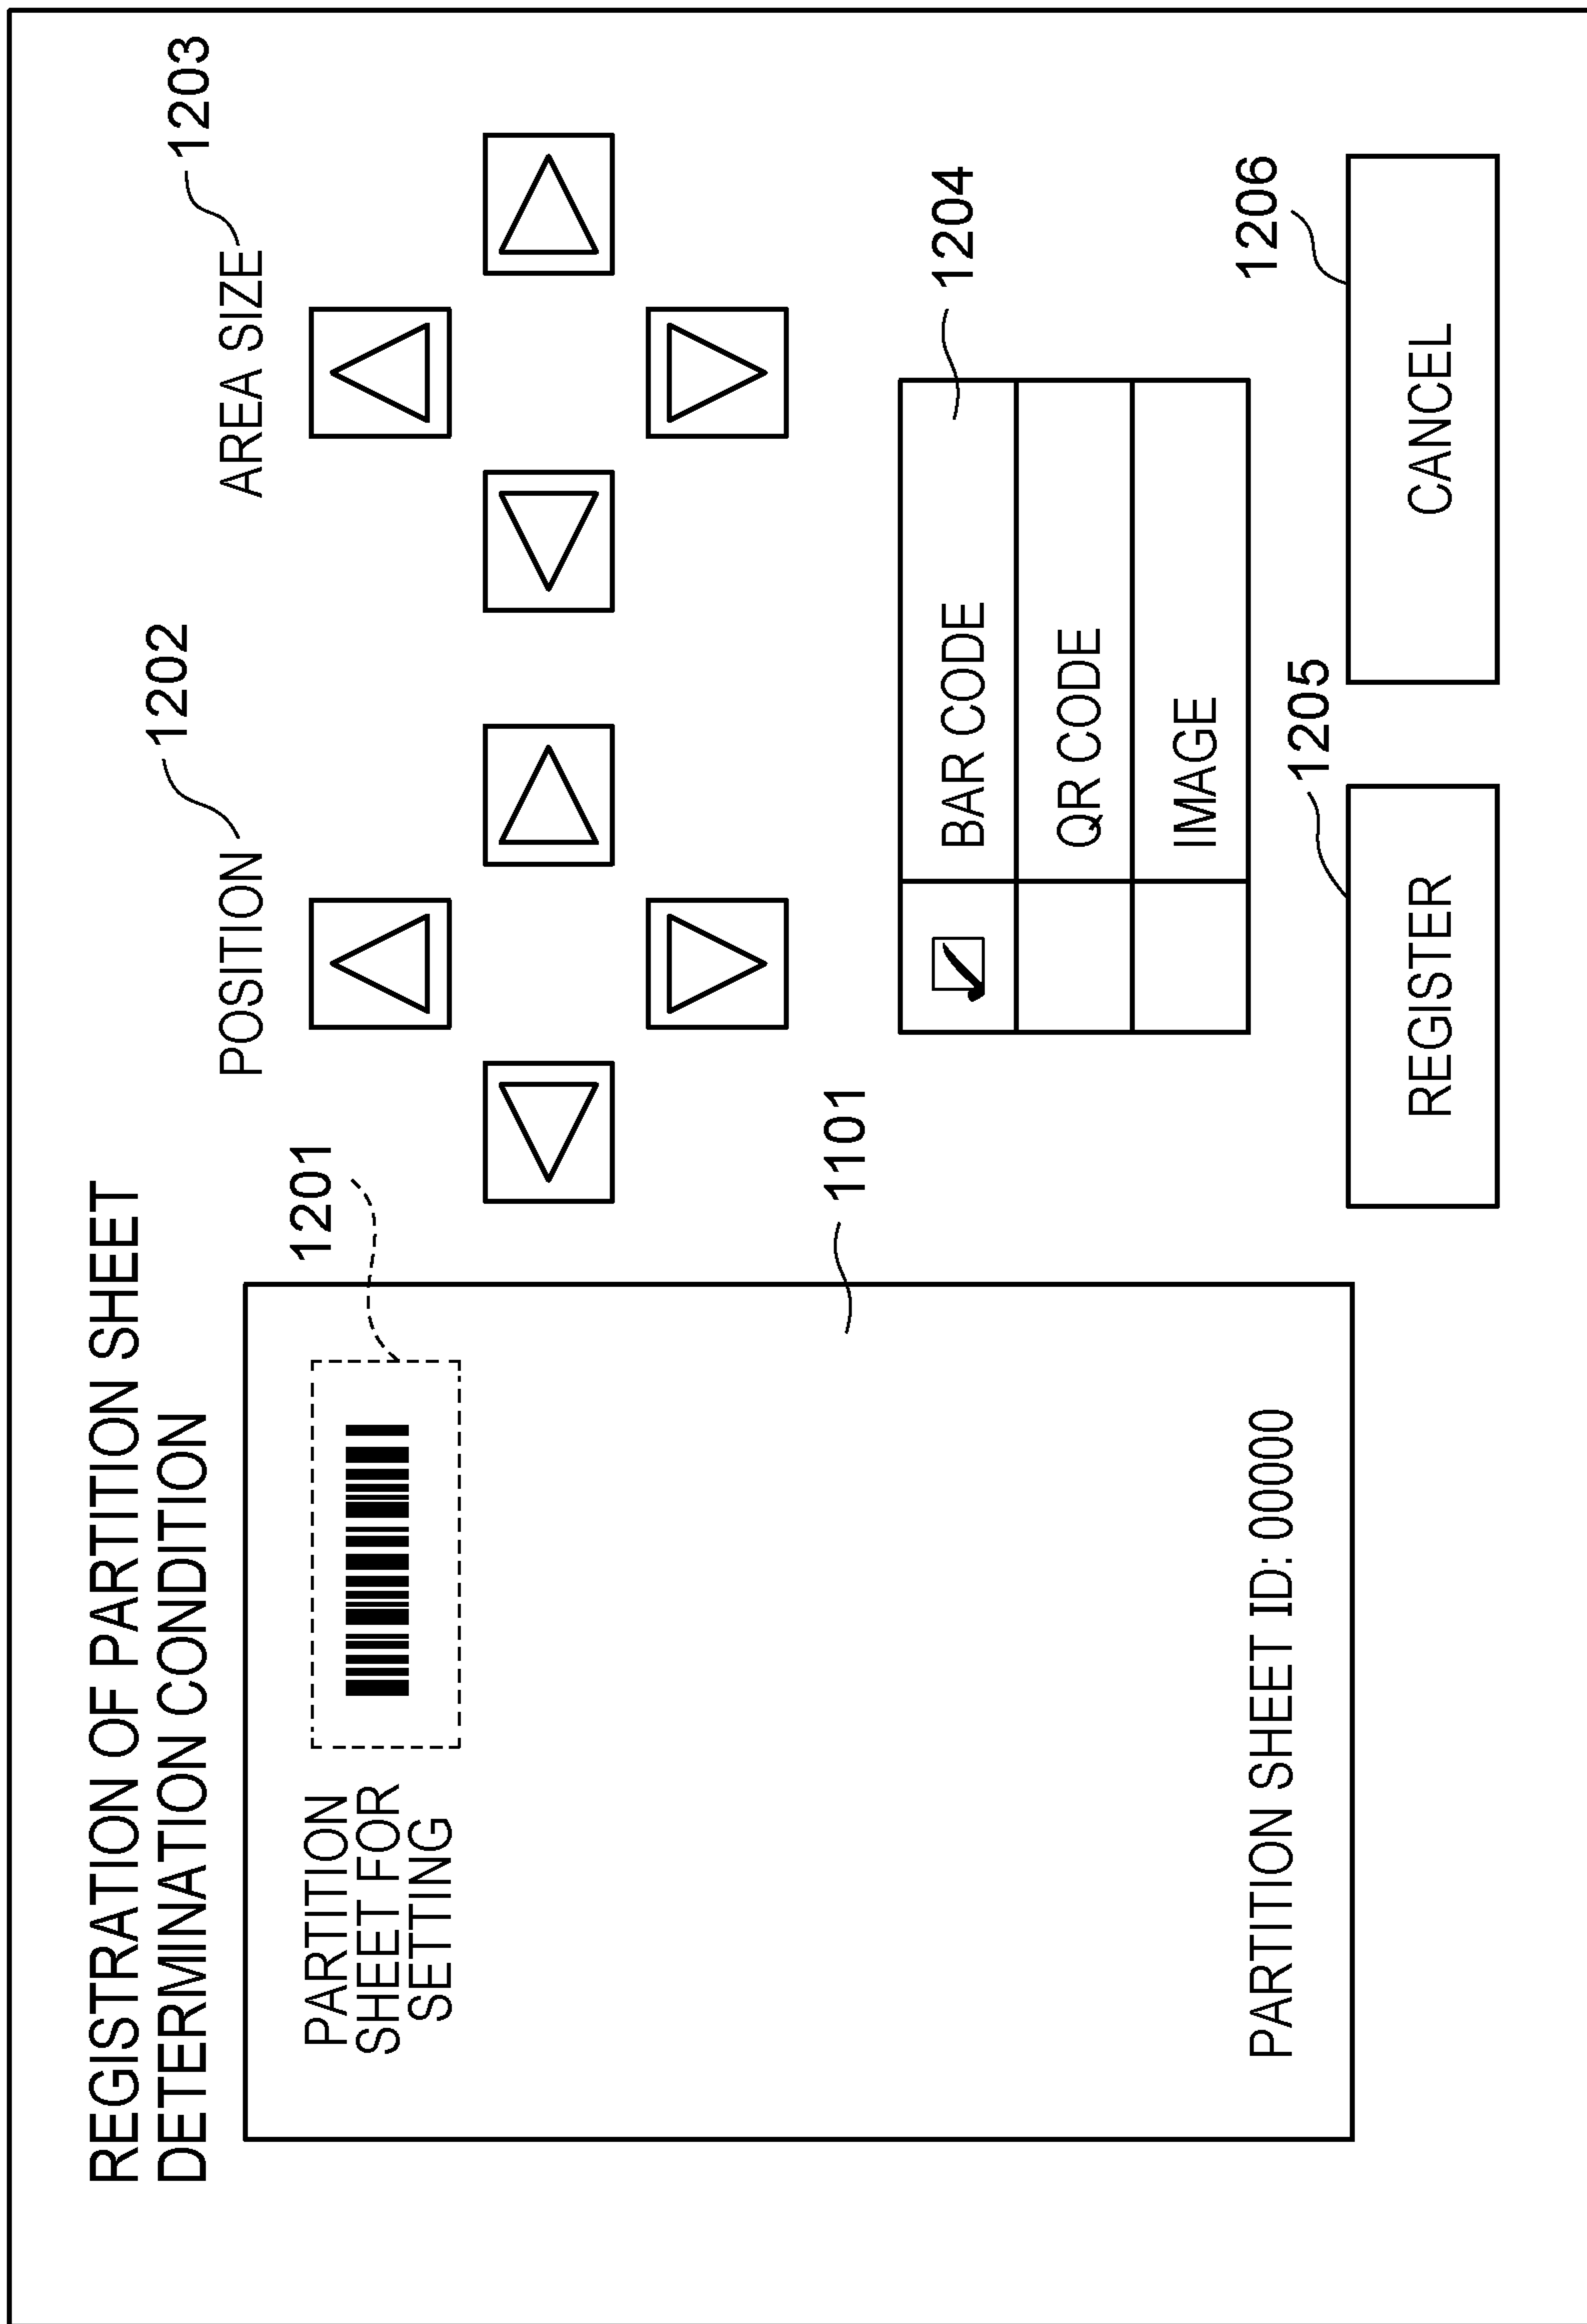 REGISTRATION OF PARTITION SHEET
DETERMINATION CONDITION
PARTITION
SHEET FOR
SETTING
1201
1101
PARTITION SHEET ID: 00000
POSITION
1202
AREA SIZE
1203
BAR CODE
QR CODE
IMAGE
1204
REGISTER
1205
CANCEL
1206